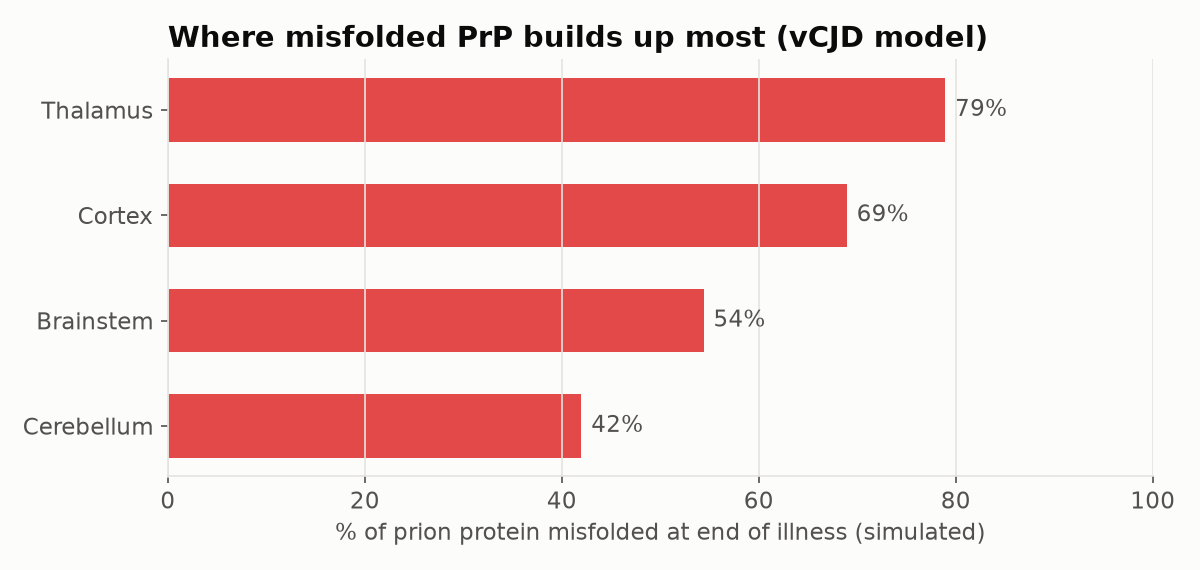 Where misfolded PrP builds up most (vCJD model)
Thalamus
79%
Cortex
69%
Brainstem
54%
Cerebellum
42%
0 20 40 60 80 100
% of prion protein misfolded at end of illness (simulated)